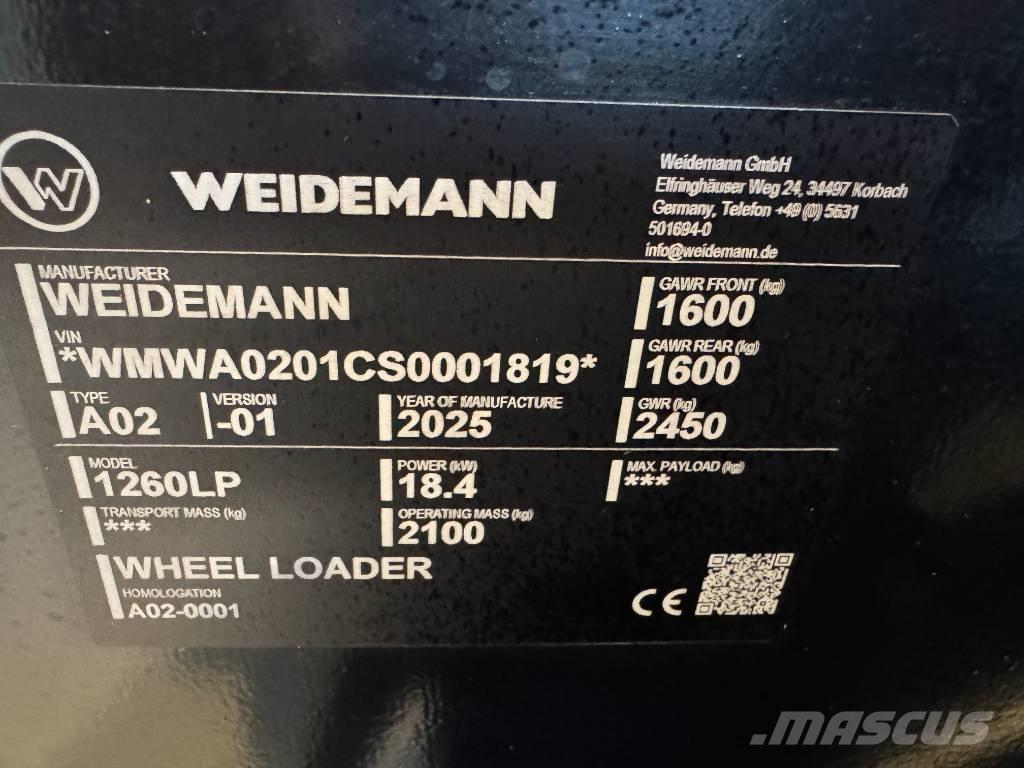 W
WEIDEMANN
Weidemann GmbH
Elfringhäuser Weg 24, 34497 Korbach
Germany, Telefon +49 (0) 5631
501694-0
info@weidemann.de
MANUFACTURER
WEIDEMANN
GAWR FRONT (kg)
1600
VIN
*WMWA0201CS0001819*
GAWR REAR (kg)
1600
TYPE
A02
VERSION
-01
YEAR OF MANUFACTURE
2025
GWR (kg)
2450
MODEL
1260LP
POWER (kW)
18.4
MAX. PAYLOAD (kg)
***
TRANSPORT MASS (kg)
***
OPERATING MASS (kg)
2100
WHEEL LOADER
HOMOLOGATION
A02-0001
CE
MASCUS